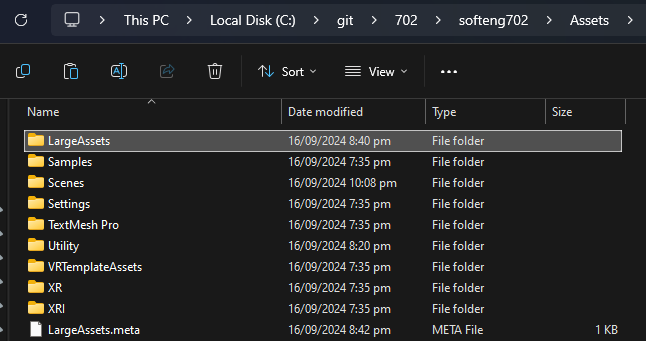 This PC > Local Disk (C:) > git > 702 > softeng702 > Assets >
Sort View
Name Date modified Type Size
LargeAssets 16/09/2024 8:40 pm File folder
Samples 16/09/2024 7:35 pm File folder
Scenes 16/09/2024 10:08 pm File folder
Settings 16/09/2024 7:35 pm File folder
TextMesh Pro 16/09/2024 7:35 pm File folder
Utility 16/09/2024 8:20 pm File folder
VRTemplateAssets 16/09/2024 7:35 pm File folder
XR 16/09/2024 7:35 pm File folder
XRI 16/09/2024 7:35 pm File folder
LargeAssets.meta 16/09/2024 8:42 pm META File 1 KB